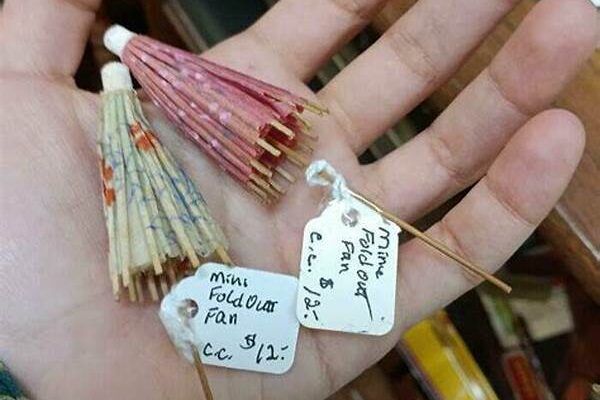 mini
Fold Out
Fan
c.c. $12:
mini
Fold Out
Fan
c.c. $12: